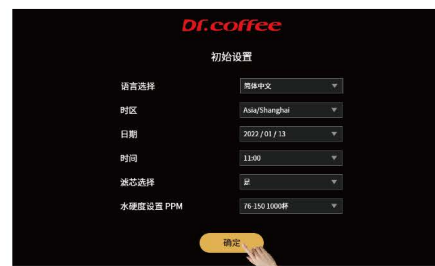 Dr.coffee
初始设置
语言选择 简体中文
时区 Asia/Shanghai
日期 2022 / 01 / 13
时间 11:00
滤芯选择 是
水硬度设置 PPM 76-150 1000杯
确定